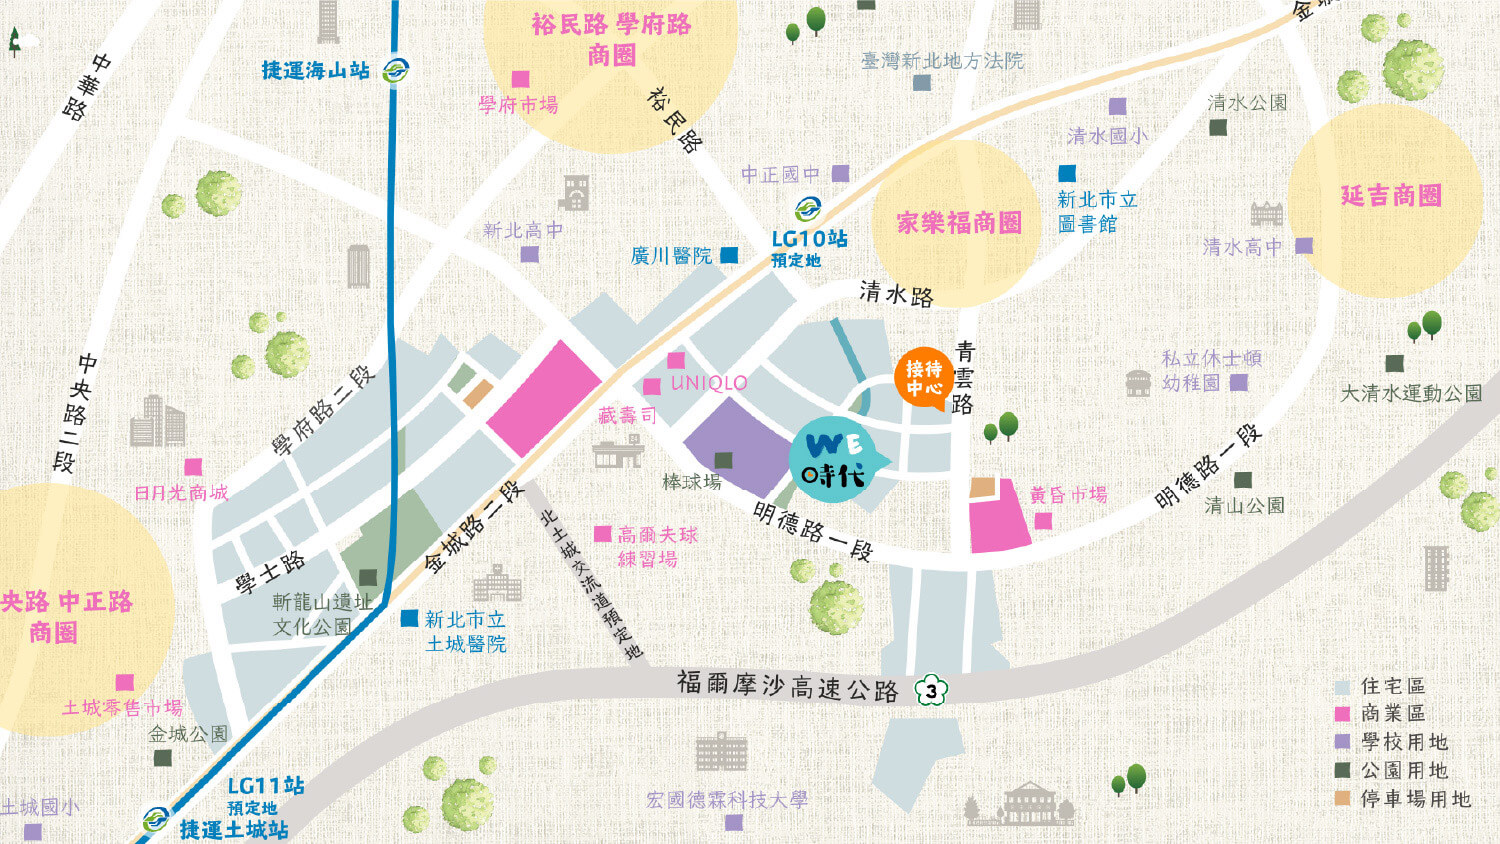 裕民路 學府路
商圈
金城
中華路
捷運海山站
臺灣新北地方法院
學府市場
裕民路
清水公園
清水國小
中正國中
新北市立
圖書館
延吉商圈
家樂福商圈
新北高中
廣川醫院
LG10站
預定地
清水高中
清水路
青雲路
接待
中心
私立休士頓
幼稚園
大清水運動公園
中央路二段
學府路二段
UNIQLO
藏壽司
WE
時代
明德路一段
棒球場
日月光商城
黃昏市場
清山公園
金城路二段
北土城交流道預定地
明德路一段
高爾夫球
練習場
學士路
斬龍山遺址
文化公園
新北市立
土城醫院
央路 中正路
商圈
福爾摩沙高速公路
3
土城零售市場
金城公園
LG11站
預定地
捷運土城站
土城國小
宏國德霖科技大學
住宅區
商業區
學校用地
公園用地
停車場用地